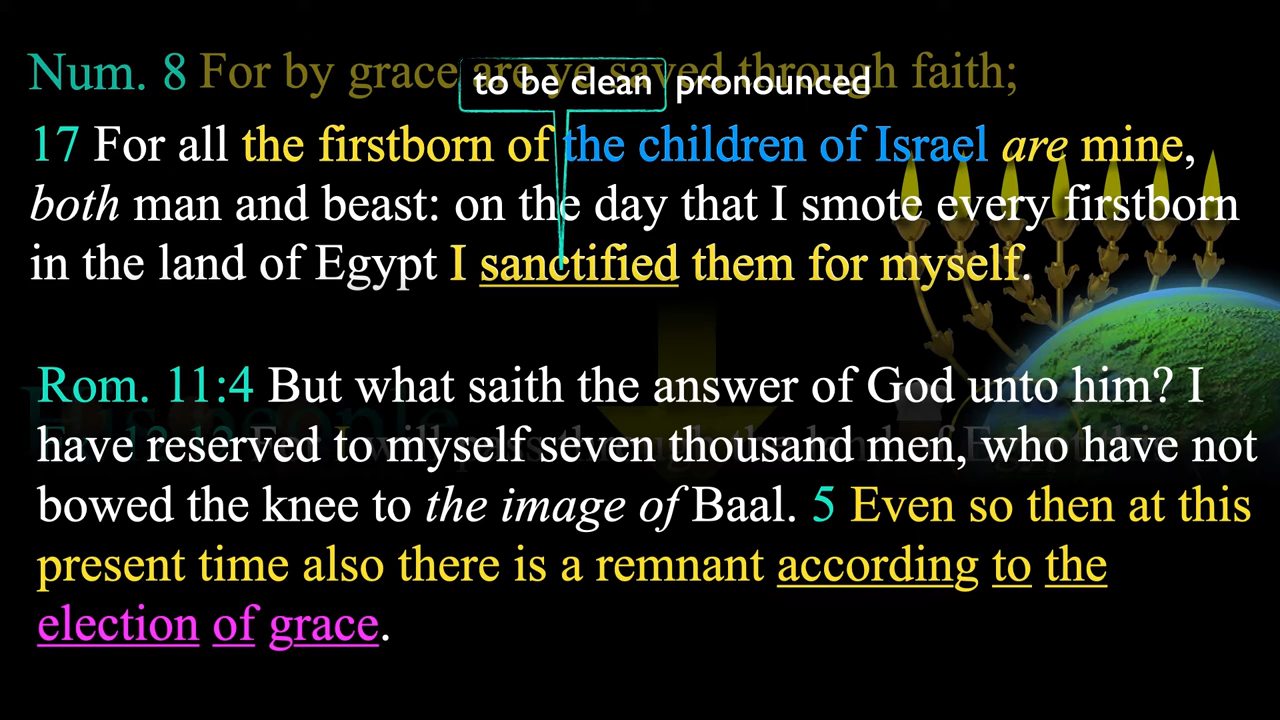 Num. 8 For by grace are ye saved through faith;
to be clean pronounced
17 For all the firstborn of the children of Israel are mine,
both man and beast: on the day that I smote every firstborn
in the land of Egypt I sanctified them for myself.
Rom. 11:4 But what saith the answer of God unto him? I
have reserved to myself seven thousand men, who have not
bowed the knee to the image of Baal. 5 Even so then at this
present time also there is a remnant according to the
election of grace.